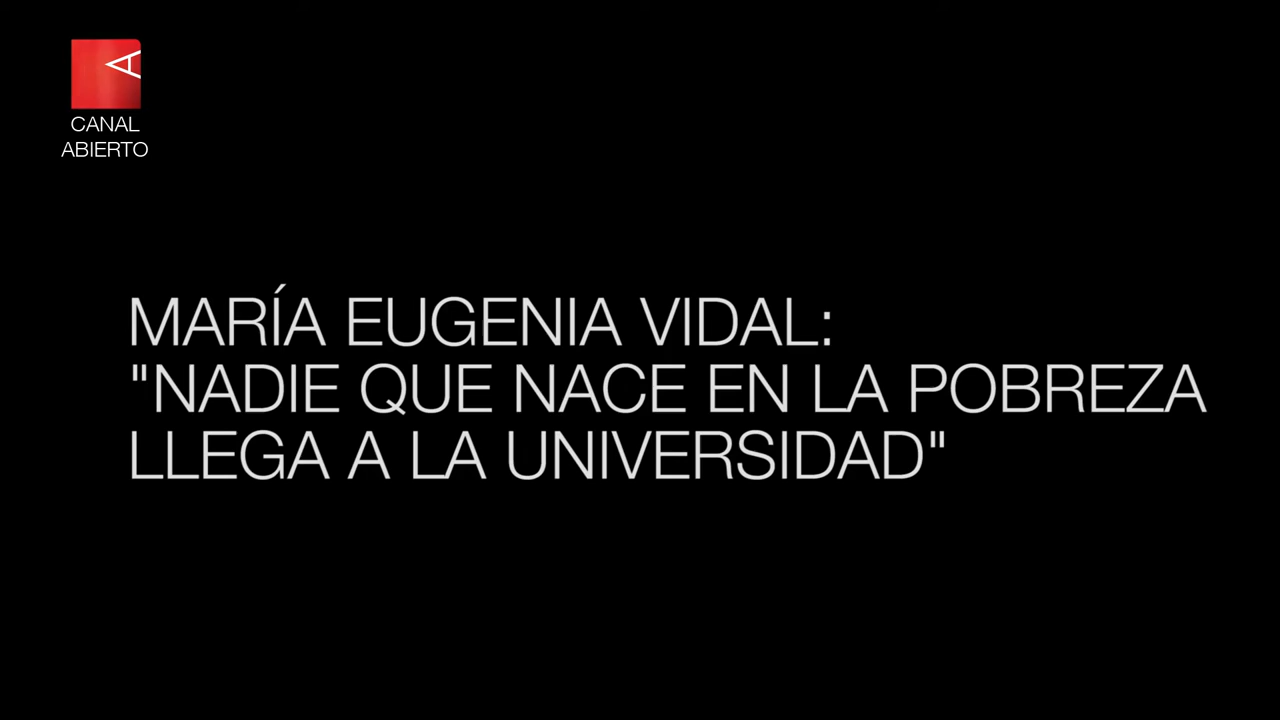 CANAL
ABIERTO
MARÍA EUGENIA VIDAL:
"NADIE QUE NACE EN LA POBREZA
LLEGA A LA UNIVERSIDAD"